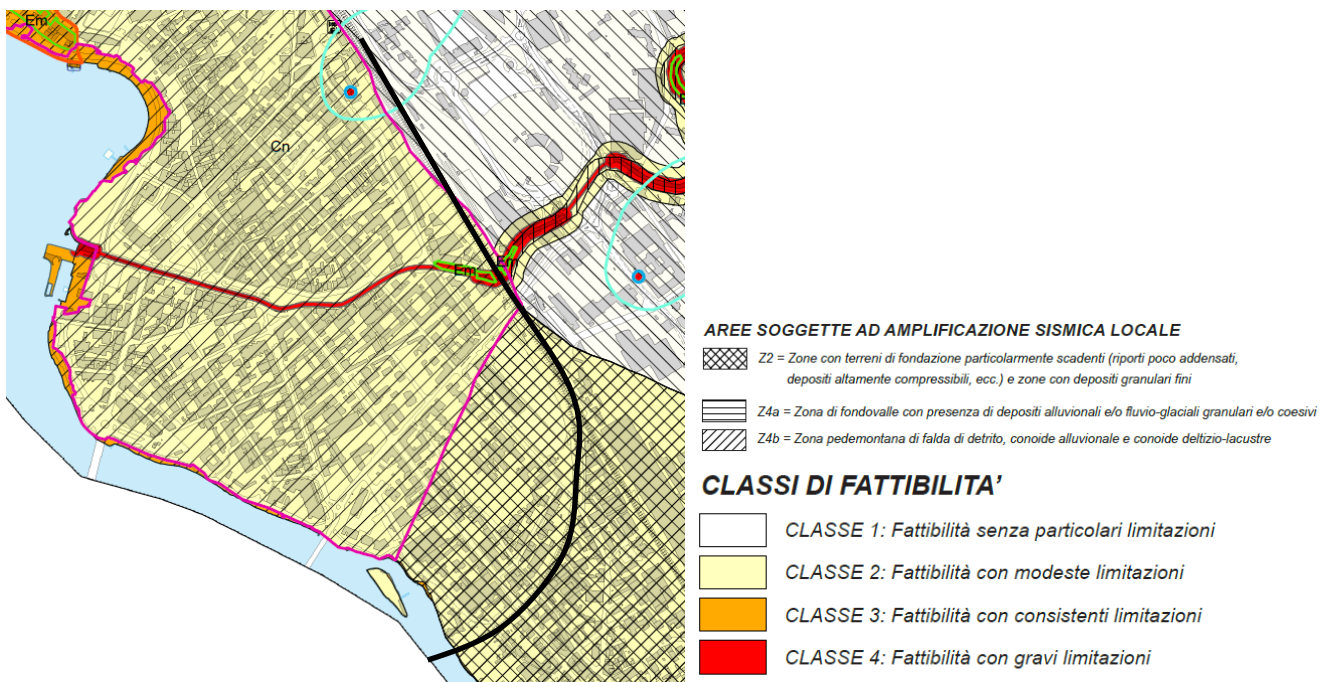 Em
Cn
Em
Em
AREE SOGGETTE AD AMPLIFICAZIONE SISMICA LOCALE
Z2 = Zone con terreni di fondazione particolarmente scadenti (riporti poco addensati,
depositi altamente compressibili, ecc.) e zone con depositi granulari fini
Z4a = Zona di fondovalle con presenza di depositi alluvionali e/o fluvio-glaciali granulari e/o coesivi
Z4b = Zona pedemontana di falda di detrito, conoide alluvionale e conoide deltizio-lacustre
CLASSI DI FATTIBILITA'
CLASSE 1: Fattibilità senza particolari limitazioni
CLASSE 2: Fattibilità con modeste limitazioni
CLASSE 3: Fattibilità con consistenti limitazioni
CLASSE 4: Fattibilità con gravi limitazioni